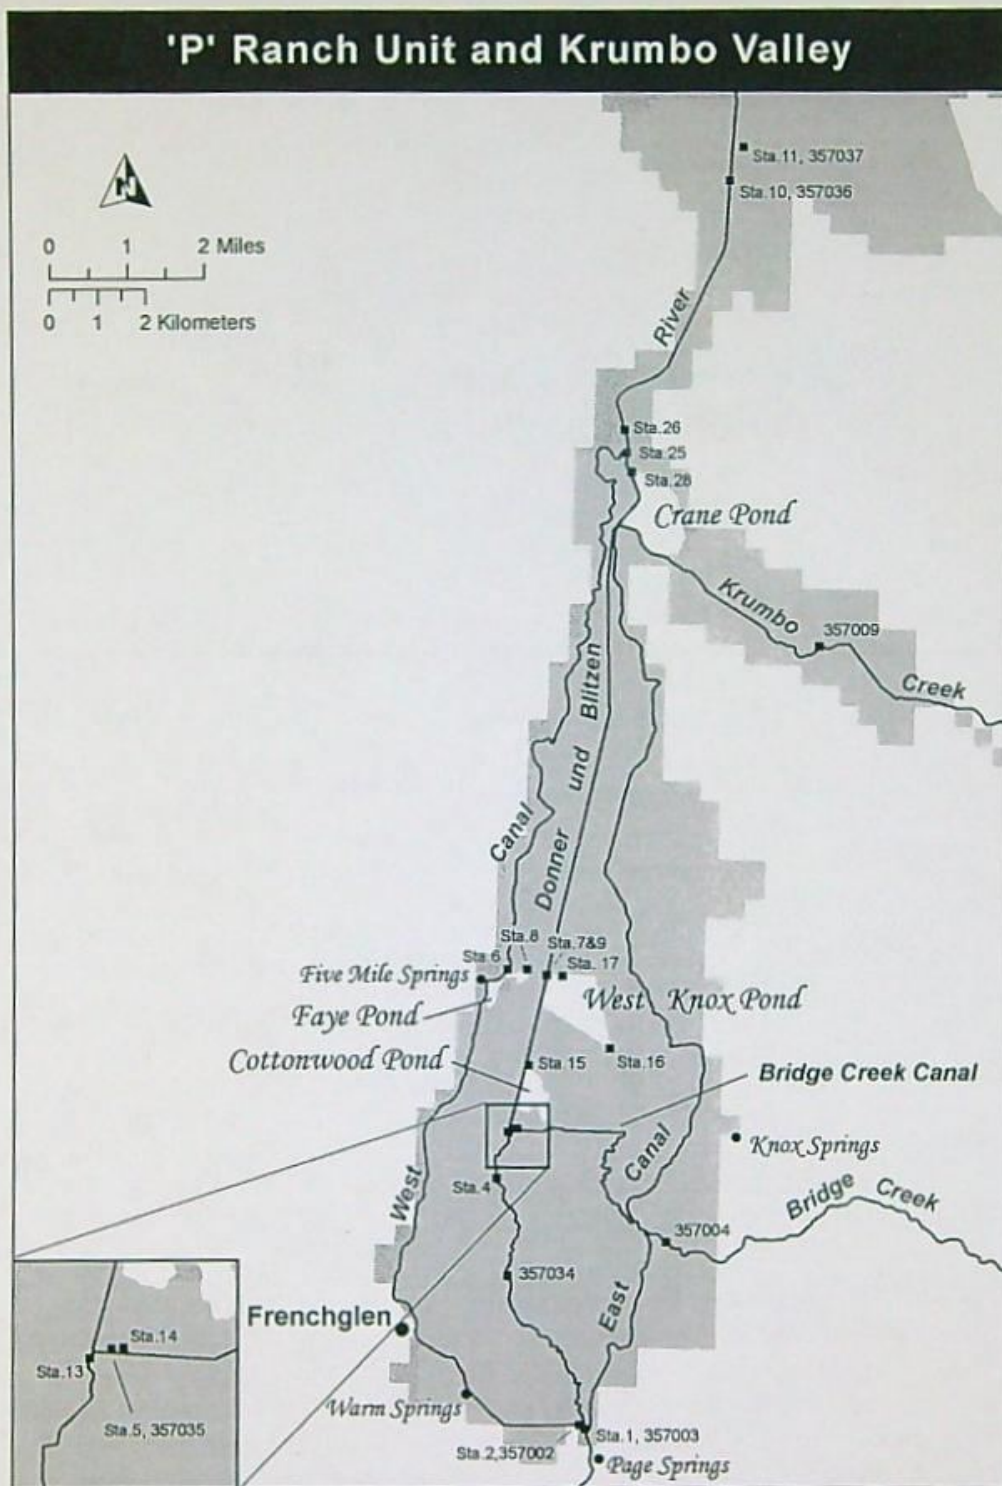 'P' Ranch Unit and Krumbo Valley
Sta.11, 357037
Sta.10, 357036
N
0 1 2 Miles
0 1 2 Kilometers
River
Sta.26
Sta.25
Sta.28
Crane Pond
Krumbo
357009
Creek
Blitzen
und
Canal
Donner
Sta.8
Sta.7&9
Sta.6
Sta. 17
Five Mile Springs
West Knox Pond
Faye Pond
Cottonwood Pond
Sta.15
Sta.16
Bridge Creek Canal
Canal
Knox Springs
Sta.4
West
Bridge Creek
357004
357034
East
Frenchglen
Sta.14
Sta.13
Sta.5, 357035
Warm Springs
Sta.2,357002
Sta.1, 357003
Page Springs